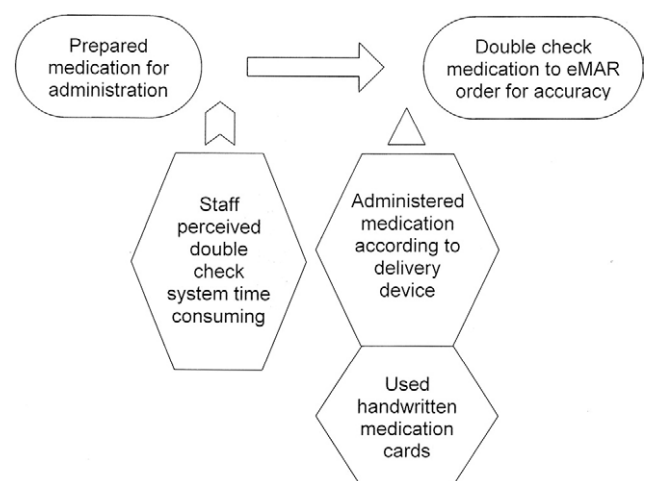 Prepared
medication for
administration
Double check
medication to eMAR
order for accuracy
Staff
perceived
double
check
system time
consuming
Administered
medication
according to
delivery
device
Used
handwritten
medication
cards